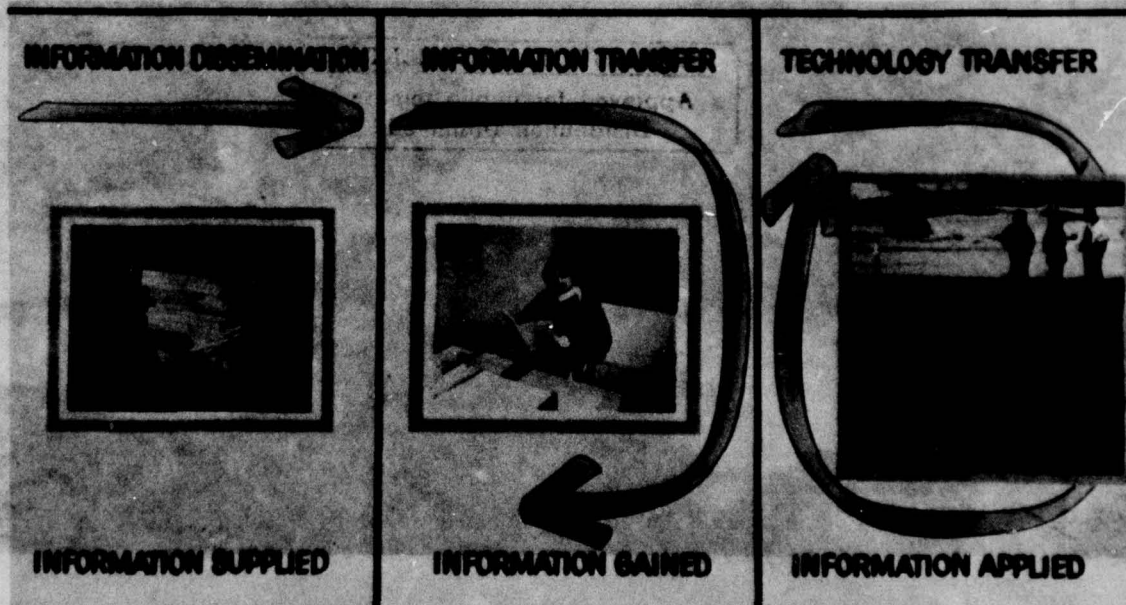 INFORMATION DISSEMINATION
INFORMATION SUPPLIED
INFORMATION TRANSFER
INFORMATION GAINED
TECHNOLOGY TRANSFER
INFORMATION APPLIED